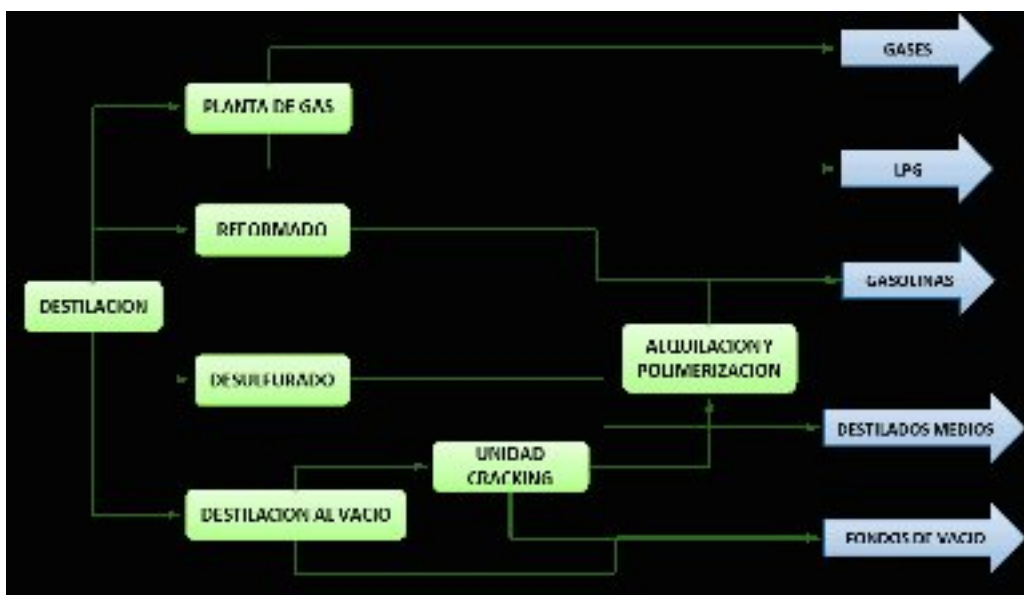 GASES
PLANTA DE GAS
LPG
REFORMADO
GASOLINAS
DESTILACION
ALQUILACION Y
POLIMERIZACION
DESULFURADO
DESTILADOS MEDIOS
UNIDAD
CRACKING
DESTILACION AL VACIO
FONDOS DE VACIO